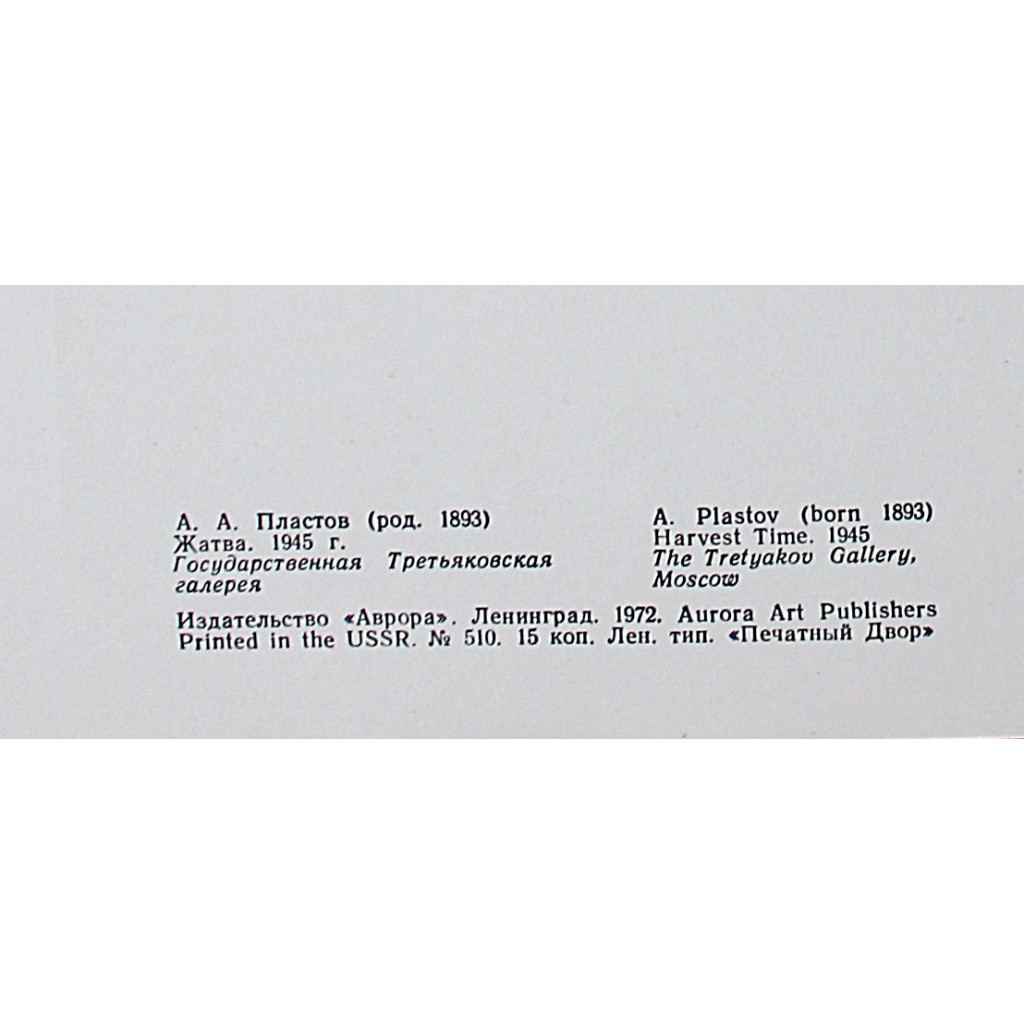 А. А. Пластов (род. 1893)
Жатва. 1945 г.
Государственная Третьяковская
галерея
A. Plastov (born 1893)
Harvest Time. 1945
The Tretyakov Gallery,
Moscow
Издательство «Аврора». Ленинград. 1972. Aurora Art Publishers
Printed in the USSR. № 510. 15 коп. Лен. тип. «Печатный Двор»